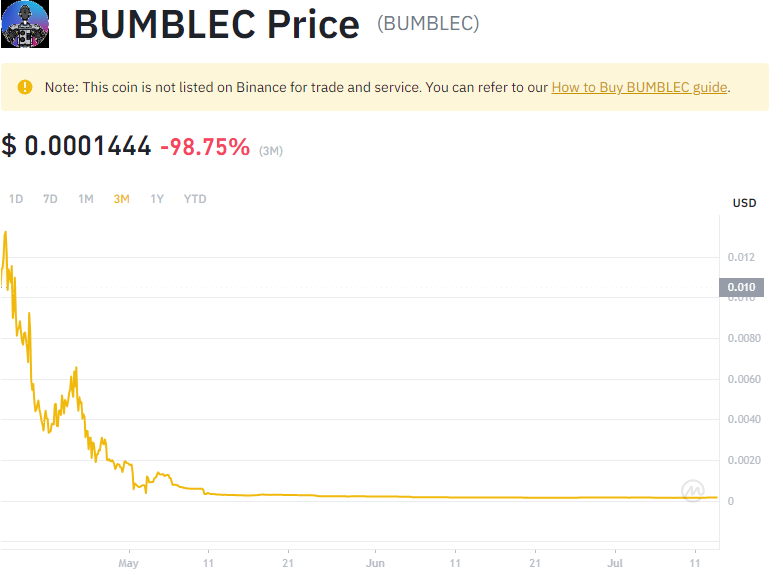 BUMBLEC Price (BUMBLEC)
Note: This coin is not listed on Binance for trade and service. You can refer to our How to Buy BUMBLEC guide.
$ 0.0001444 -98.75% (3M)
1D 7D 1M 3M 1Y YTD
USD
0.012
0.010
0.010
0.0080
0.0060
0.0040
0.0020
0
May 11 21 Jun 11 21 Jul 11